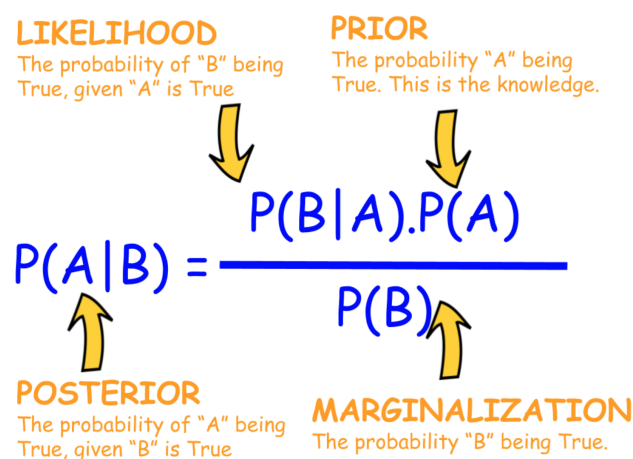 LIKELIHOOD
The probability of “B” being
True, given “A” is True
PRIOR
The probability “A” being
True. This is the knowledge.
P(B|A).P(A)
P(A|B) =
P(B)
POSTERIOR
The probability of “A” being
True, given “B” is True
MARGINALIZATION
The probability “B” being True.